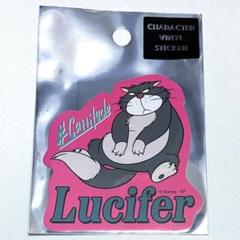 CHARACTER
VINYL
STICKER
#Cattitude
Lucifer
© Disney